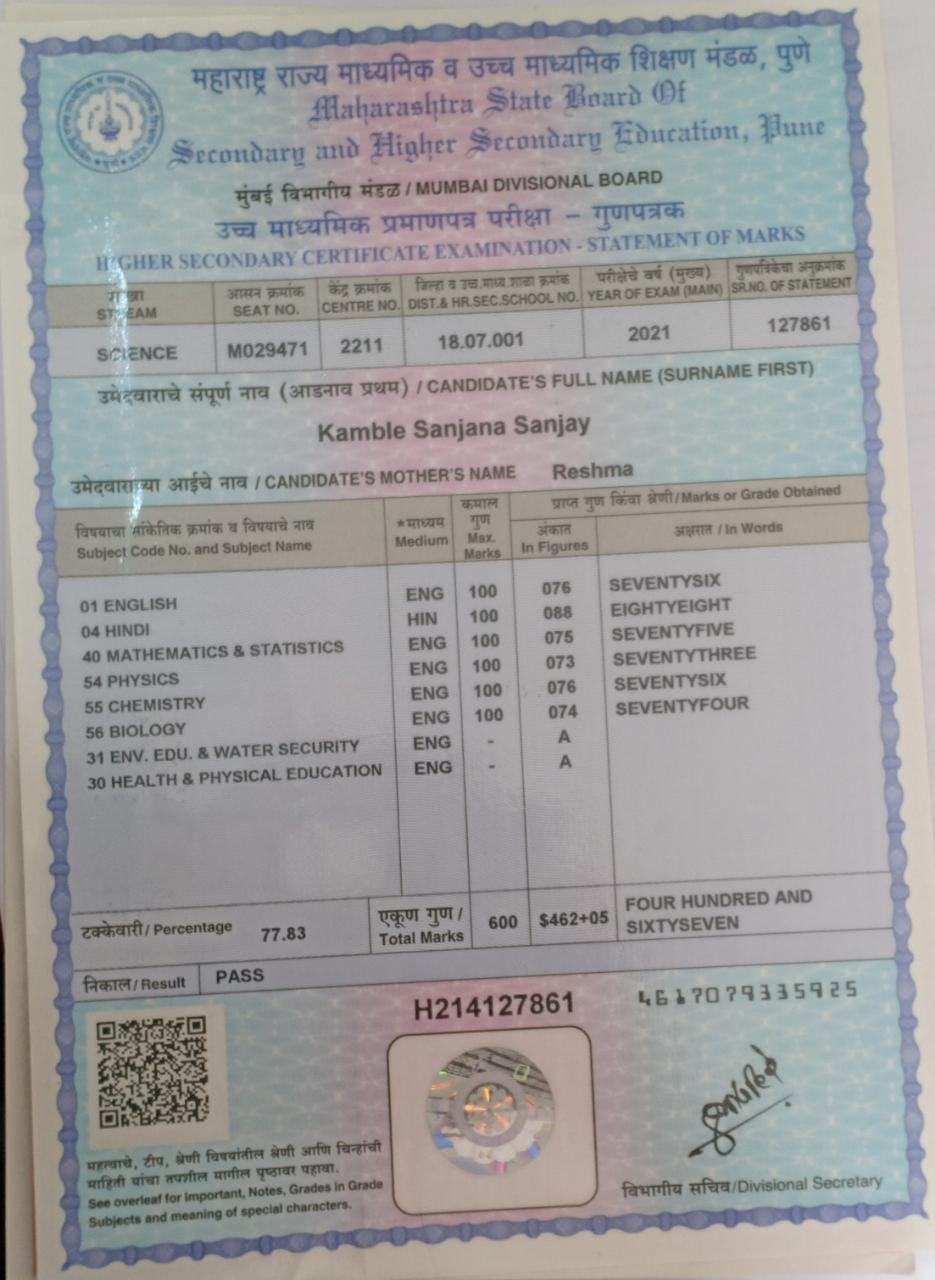 महाराष्ट्र राज्य माध्यमिक व उच्च माध्यमिक शिक्षण मंडळ, पुणे
Maharashtra State Board Of
Secondary and Higher Secondary Education, Pune
मुंबई विभागीय मंडळ / MUMBAI DIVISIONAL BOARD
उच्च माध्यमिक प्रमाणपत्र परीक्षा – गुणपत्रक
HIGHER SECONDARY CERTIFICATE EXAMINATION - STATEMENT OF MARKS
शाखा STREAM
आसन क्रमांक SEAT NO.
केंद्र क्रमांक CENTRE NO.
जिल्हा व उच्च.माध्य.शाळा क्रमांक DIST.& HR.SEC.SCHOOL NO.
परीक्षेचे वर्ष (मुख्य) YEAR OF EXAM (MAIN)
गुणपत्रिकेचा अनुक्रमांक SR.NO. OF STATEMENT
SCIENCE M029471 2211 18.07.001 2021 127861
उमेदवाराचे संपूर्ण नाव (आडनाव प्रथम) / CANDIDATE'S FULL NAME (SURNAME FIRST)
Kamble Sanjana Sanjay
उमेदवाराच्या आईचे नाव / CANDIDATE'S MOTHER'S NAME Reshma
विषयाचा सांकेतिक क्रमांक व विषयाचे नाव
Subject Code No. and Subject Name
*माध्यम
Medium
कमाल
गुण
Max.
Marks
प्राप्त गुण किंवा श्रेणी/Marks or Grade Obtained
अंकात
In Figures
अक्षरात / In Words
01 ENGLISH ENG 100 076 SEVENTYSIX
04 HINDI HIN 100 088 EIGHTYEIGHT
40 MATHEMATICS & STATISTICS ENG 100 075 SEVENTYFIVE
54 PHYSICS ENG 100 073 SEVENTYTHREE
55 CHEMISTRY ENG 100 076 SEVENTYSIX
56 BIOLOGY ENG 100 074 SEVENTYFOUR
31 ENV. EDU. & WATER SECURITY ENG - A
30 HEALTH & PHYSICAL EDUCATION ENG - A
टक्केवारी / Percentage 77.83
एकूण गुण /
Total Marks
600 $462+05
FOUR HUNDRED AND
SIXTYSEVEN
निकाल/Result PASS
H214127861
4617079335925
महत्वाचे, टीप, श्रेणी विषयांतील श्रेणी आणि चिन्हांची
माहिती यांचा तपशील मागील पृष्ठावर पहावा.
See overleaf for Important, Notes, Grades in Grade
Subjects and meaning of special characters.
विभागीय सचिव/Divisional Secretary